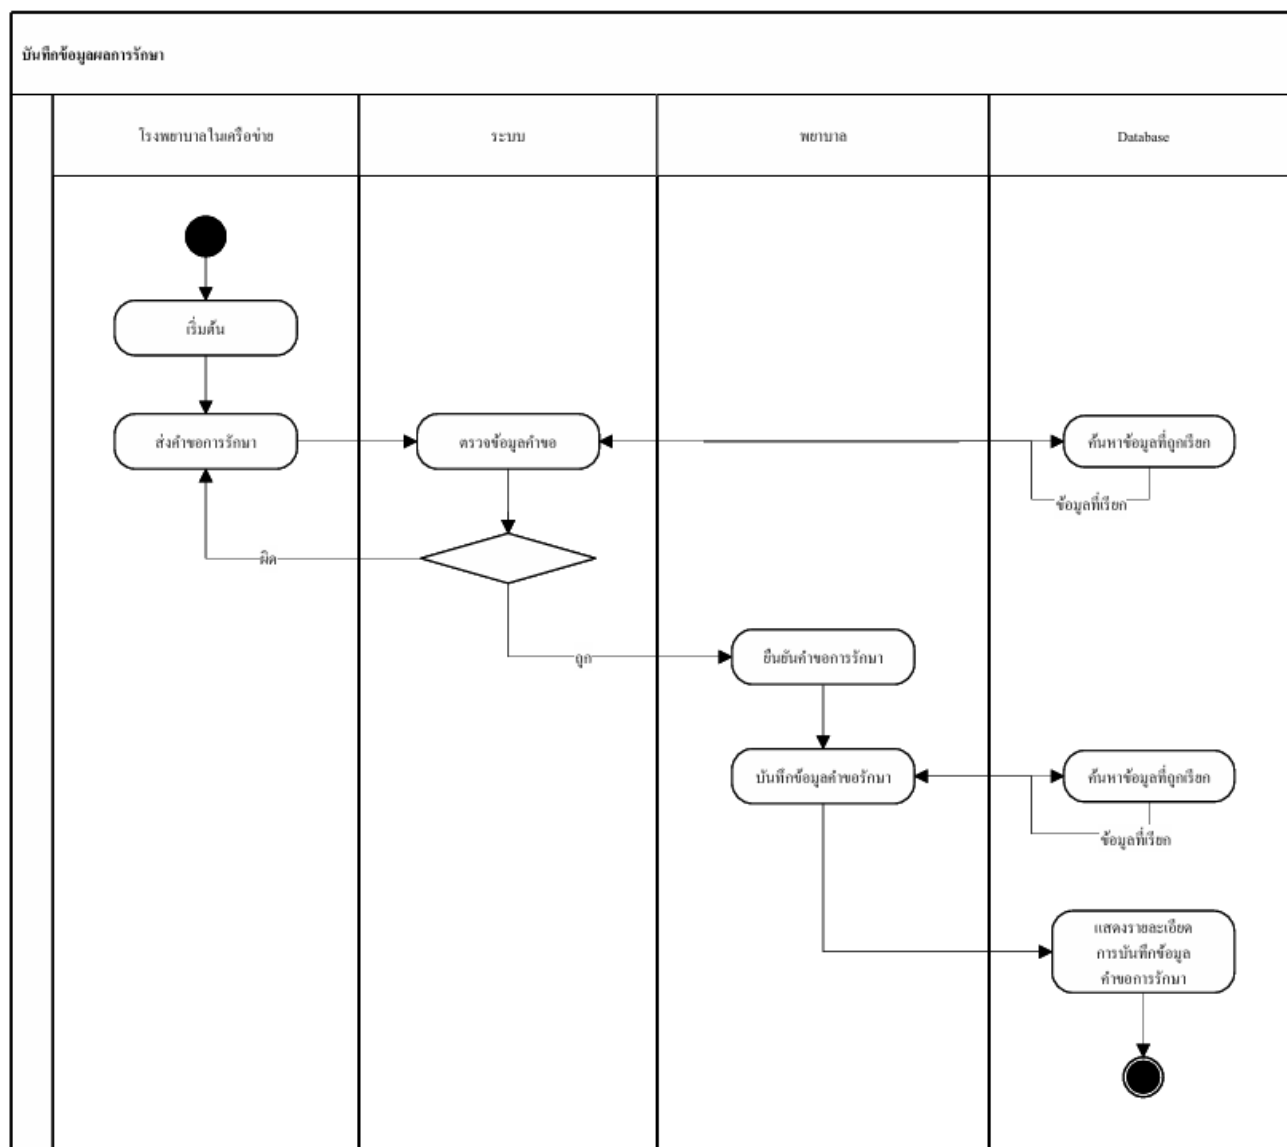 บันทึกข้อมูลผลการรักษา
โรงพยาบาลในเครือข่าย
ระบบ
พยาบาล
Database
เริ่มต้น
ส่งคำขอการรักษา
ตรวจข้อมูลคำขอ
ค้นหาข้อมูลที่ถูกเรียก
ข้อมูลที่เรียก
ผิด
ถูก
ยืนยันคำขอการรักษา
บันทึกข้อมูลคำขอรักษา
ค้นหาข้อมูลที่ถูกเรียก
ข้อมูลที่เรียก
แสดงรายละเอียด
การบันทึกข้อมูล
คำขอการรักษา